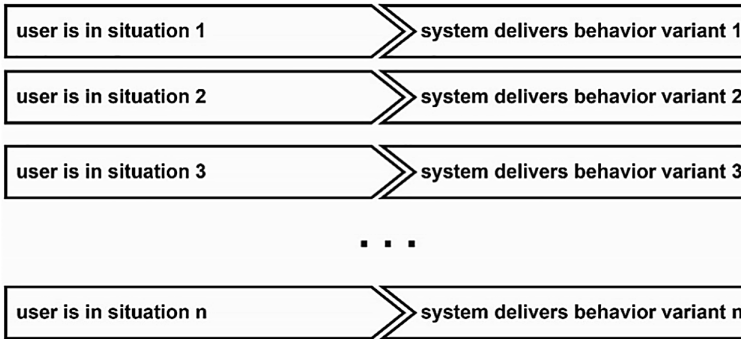 user is in situation 1 system delivers behavior variant 1
user is in situation 2 system delivers behavior variant 2
user is in situation 3 system delivers behavior variant 3
. . .
user is in situation n system delivers behavior variant n